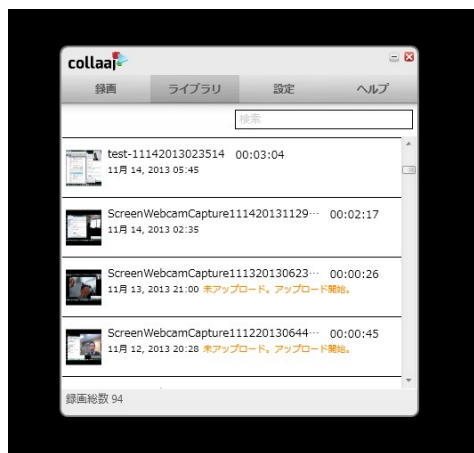 collaaj
録画 ライブラリ 設定 ヘルプ
検索
test-11142013023514 00:03:04
11月 14, 2013 05:45
ScreenWebcamCapture111420131129… 00:02:17
11月 14, 2013 02:35
ScreenWebcamCapture111320130623… 00:00:26
11月 13, 2013 21:00 未アップロード。アップロード開始。
ScreenWebcamCapture111220130644… 00:00:45
11月 12, 2013 20:28 未アップロード。アップロード開始。
録画総数 94